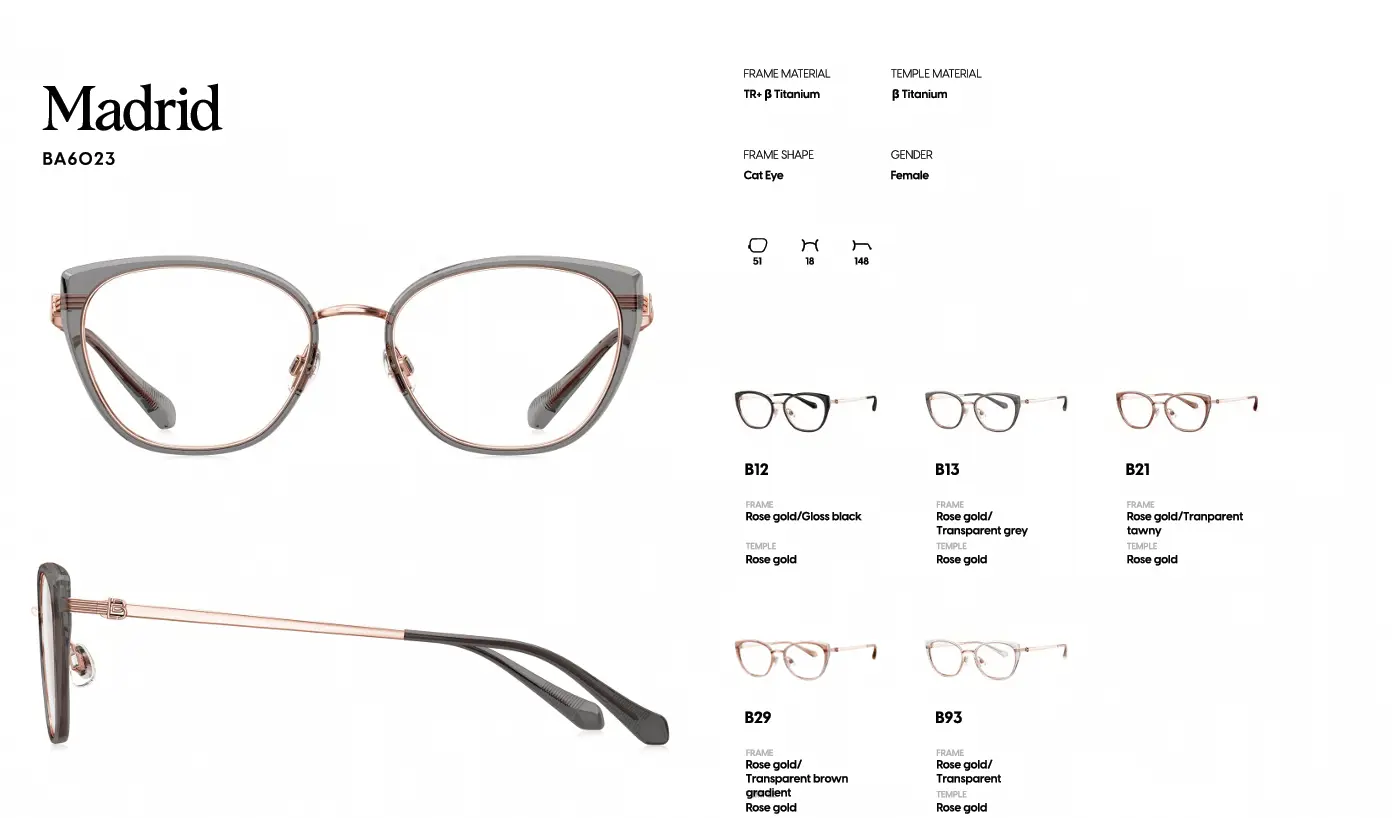 Madrid
BA6023
FRAME MATERIAL
TR+ β Titanium
TEMPLE MATERIAL
β Titanium
FRAME SHAPE
Cat Eye
GENDER
Female
51
18
148
B12
FRAME
Rose gold/Gloss black
TEMPLE
Rose gold
B13
FRAME
Rose gold/
Transparent grey
TEMPLE
Rose gold
B21
FRAME
Rose gold/Tranparent
tawny
TEMPLE
Rose gold
B29
FRAME
Rose gold/
Transparent brown
gradient
Rose gold
B93
FRAME
Rose gold/
Transparent
TEMPLE
Rose gold